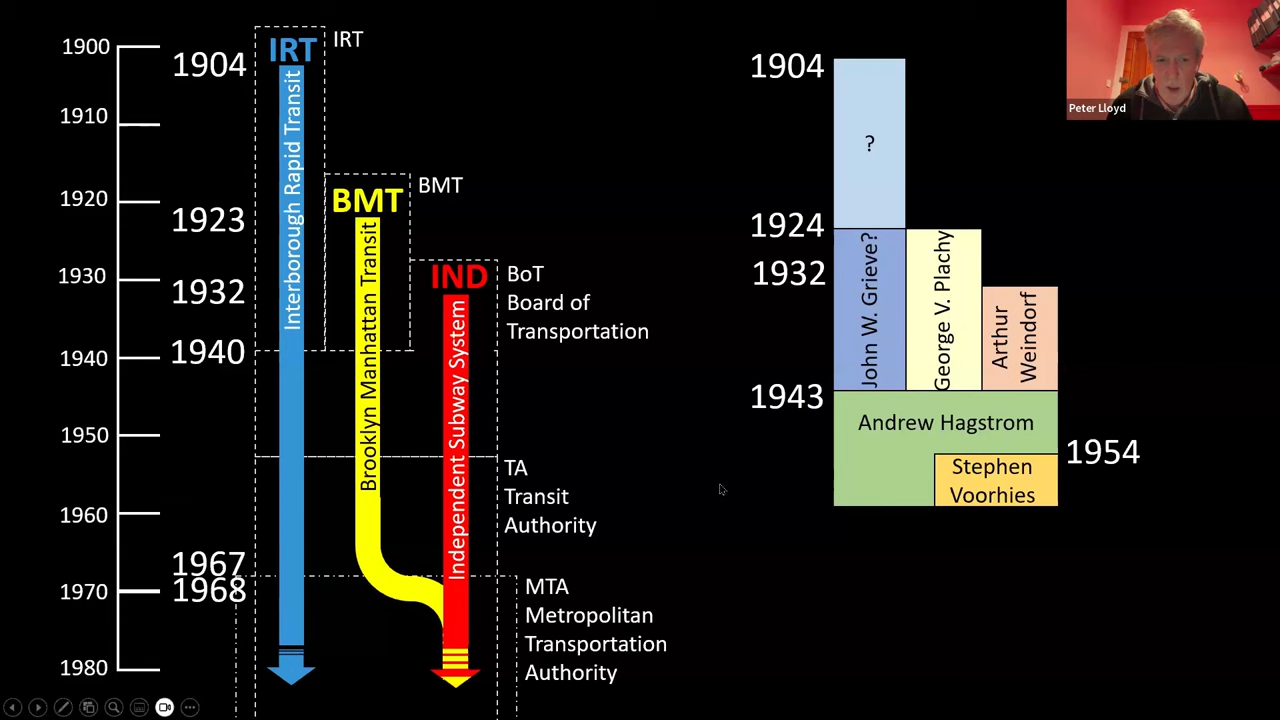 1900
1910
1920
1930
1940
1950
1960
1970
1980
1904
1923
1932
1940
1967
1968
IRT
Interborough Rapid Transit
IRT
BMT
Brooklyn Manhattan Transit
BMT
IND
Independent Subway System
BoT
Board of
Transportation
TA
Transit
Authority
MTA
Metropolitan
Transportation
Authority
1904
1924
1932
1943
1954
?
John W. Grieve?
George V. Plachy
Arthur
Weindorf
Andrew Hagstrom
Stephen
Voorhies
Peter Lloyd